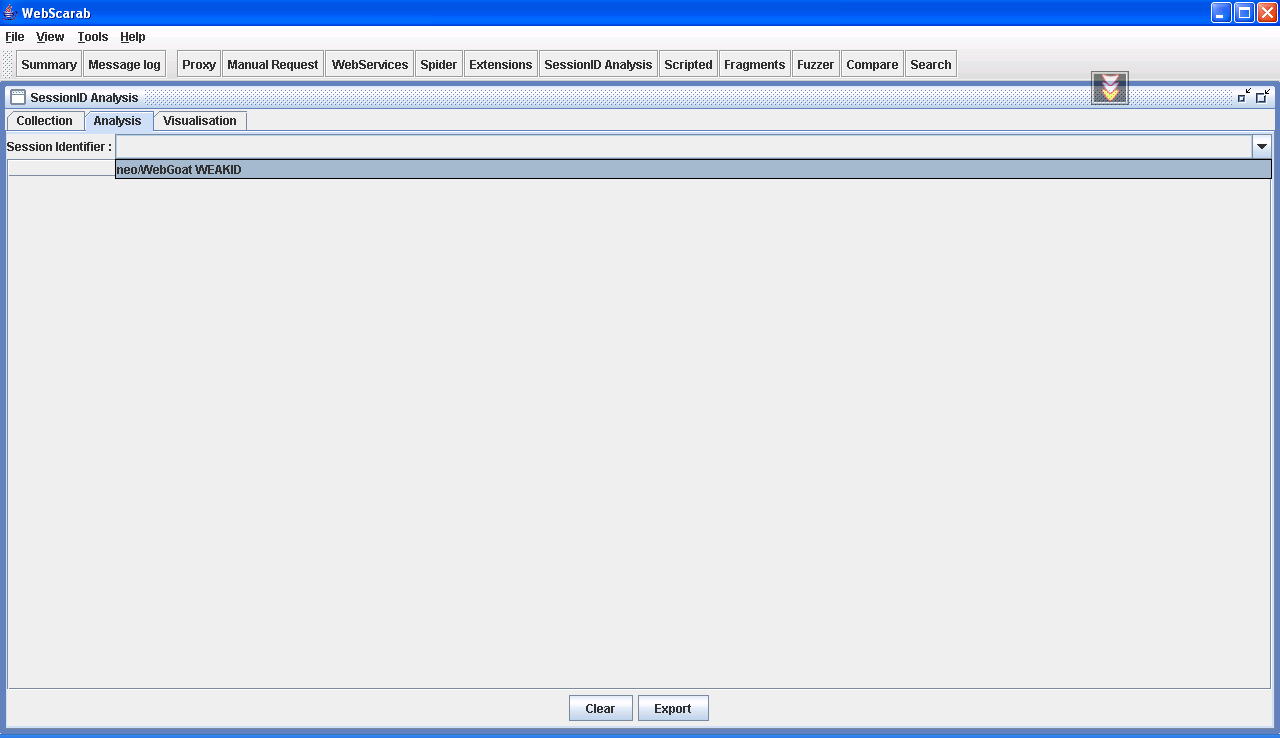 WebScarab
File View Tools Help
Summary Message log Proxy Manual Request WebServices Spider Extensions SessionID Analysis Scripted Fragments Fuzzer Compare Search
SessionID Analysis
Collection Analysis Visualisation
Session Identifier :
neo/WebGoat WEAKID
Clear Export